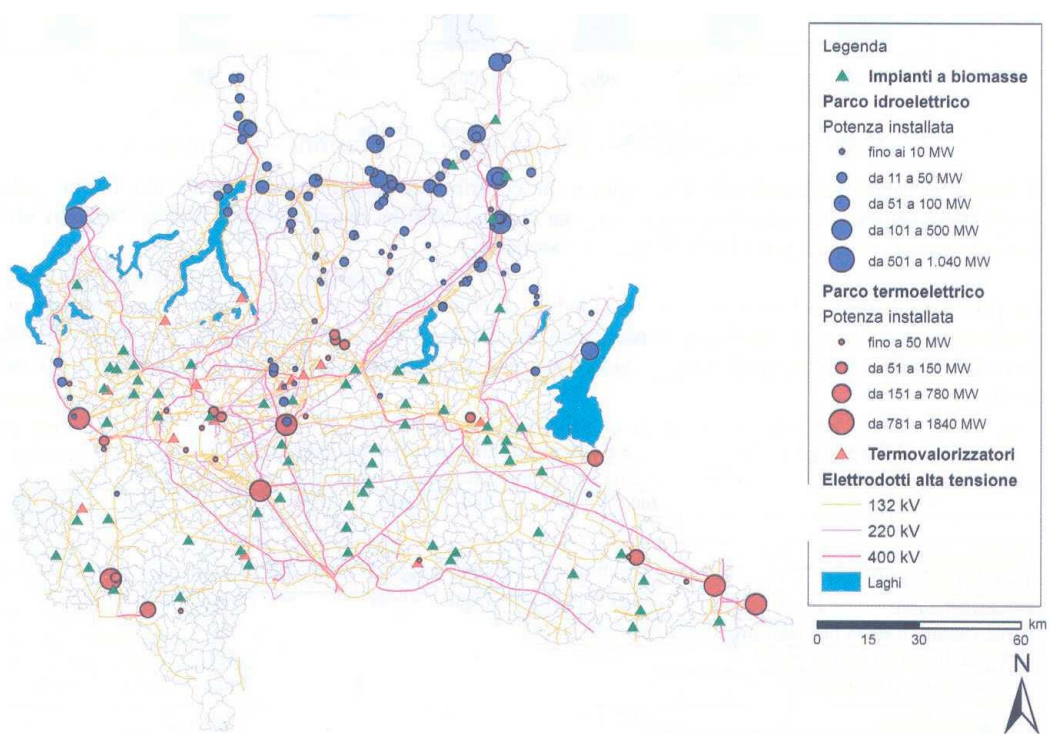 Legenda
Impianti a biomasse
Parco idroelettrico
Potenza installata
fino ai 10 MW
da 11 a 50 MW
da 51 a 100 MW
da 101 a 500 MW
da 501 a 1.040 MW
Parco termoelettrico
Potenza installata
fino a 50 MW
da 51 a 150 MW
da 151 a 780 MW
da 781 a 1840 MW
Termovalorizzatori
Elettrodotti alta tensione
132 kV
220 kV
400 kV
Laghi
km
0 15 30 60
N